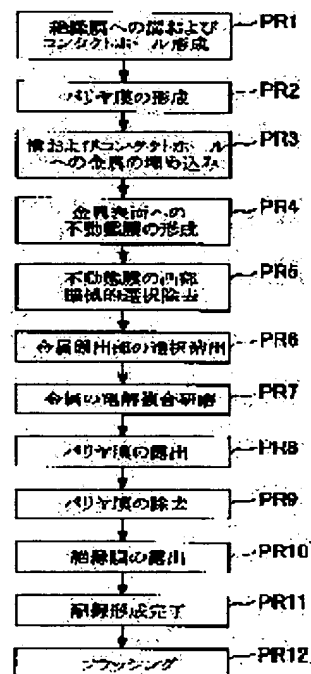 絶縁膜への溝および
コンタクトホール形成
PR1
バリヤ膜の形成
PR2
溝およびコンタクトホール
への金属の埋め込み
PR3
金属表面への
不動態膜の形成
PR4
不動態膜の凸部
機械的選択除去
PR5
金属露出部の選択溶出
PR6
金属の電解複合研磨
PR7
バリヤ膜の露出
PR8
バリヤ膜の除去
PR9
絶縁膜の露出
PR10
配線形成完了
PR11
フラッシング
PR12